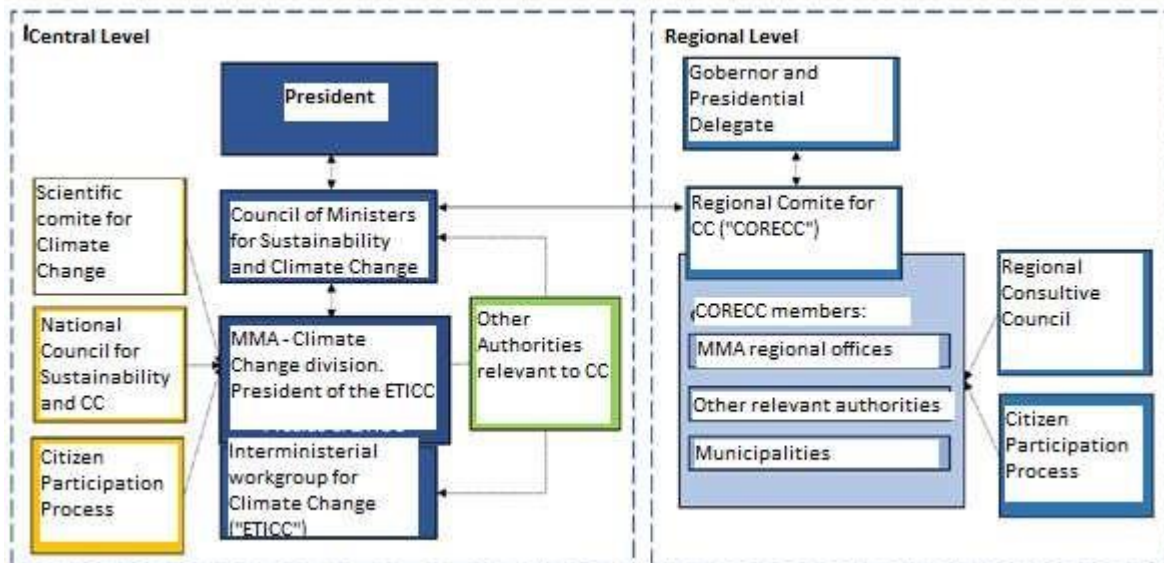 Central Level
President
Scientific
comite for
Climate
Change
Council of Ministers
for Sustainability
and Climate Change
National
Council for
Sustainability
and CC
MMA - Climate
Change division.
President of the ETICC
Other
Authorities
relevant to CC
Citizen
Participation
Process
Interministerial
workgroup for
Climate Change
("ETICC")
Regional Level
Gobernor and
Presidential
Delegate
Regional Comite for
CC ("CORECC")
CORECC members:
MMA regional offices
Other relevant authorities
Municipalities
Regional
Consultive
Council
Citizen
Participation
Process